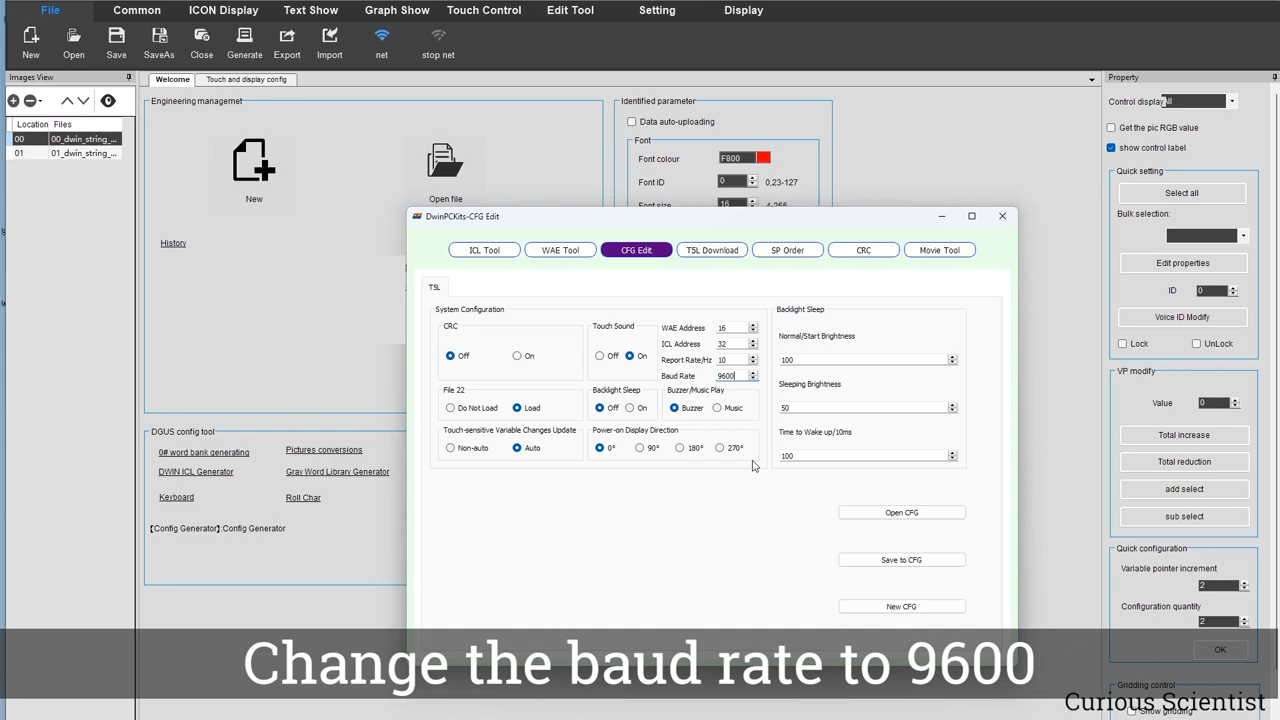 File Common ICON Display Text Show Graph Show Touch Control Edit Tool Setting Display
New Open Save SaveAs Close Generate Export Import net stop net
Images View
Location Files
00 00_dwin_string_...
01 01_dwin_string_...
Welcome Touch and display config
Engineering managemet
New
Open file
History
Identified parameter
Data auto-uploading
Font
Font colour F800
Font ID 0 0,23-127
Font size 16 4-255
DwinPCKits-CFG Edit
ICL Tool WAE Tool CFG Edit T5L Download SP Order CRC Movie Tool
T5L
System Configuration
CRC
Off On
Touch Sound
Off On
WAE Address 16
ICL Address 32
Report Rate/Hz 10
Baud Rate 9600
File 22
Do Not Load Load
Backlight Sleep
Off On
Buzzer/Music Play
Buzzer Music
Touch-sensitive Variable Changes Update
Non-auto Auto
Power-on Display Direction
0° 90° 180° 270°
Backlight Sleep
Normal/Start Brightness
100
Sleeping Brightness
50
Time to Wake up/10ms
100
Open CFG
Save to CFG
New CFG
DGUS config tool
0# word bank generating Pictures conversions
DWIN ICL Generator Gray Word Library Generator
Keyboard Roll Char
【Config Generator】:Config Generator
Property
Control display All
Get the pic RGB value
show control label
Quick setting
Select all
Bulk selection:
Edit properties
ID 0
Voice ID Modify
Lock UnLock
VP modify
Value 0
Total increase
Total reduction
add select
sub select
Quick configuration
Variable pointer increment
2
Configuration quantity
2
OK
Gridding control
Show gridding
Change the baud rate to 9600
Curious Scientist